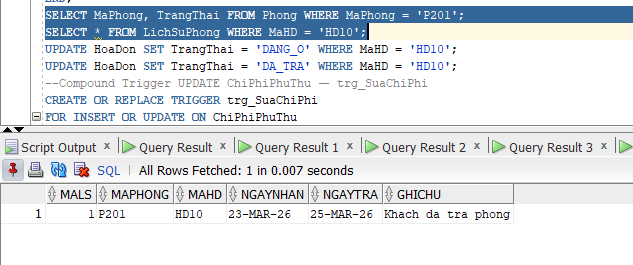 END;
SELECT MaPhong, TrangThai FROM Phong WHERE MaPhong = 'P201';
SELECT * FROM LichSuPhong WHERE MaHD = 'HD10';
UPDATE HoaDon SET TrangThai = 'DANG_O' WHERE MaHD = 'HD10';
UPDATE HoaDon SET TrangThai = 'DA_TRA' WHERE MaHD = 'HD10';
--Compound Trigger UPDATE ChiPhiPhuThu — trg_SuaChiPhi
CREATE OR REPLACE TRIGGER trg_SuaChiPhi
FOR INSERT OR UPDATE ON ChiPhiPhuThu
Script Output x Query Result x Query Result 1 x Query Result 2 x Query Result 3 x
SQL | All Rows Fetched: 1 in 0.007 seconds
MALS MAPHONG MAHD NGAYNHAN NGAYTRA GHICHU
1 1 P201 HD10 23-MAR-26 25-MAR-26 Khach da tra phong